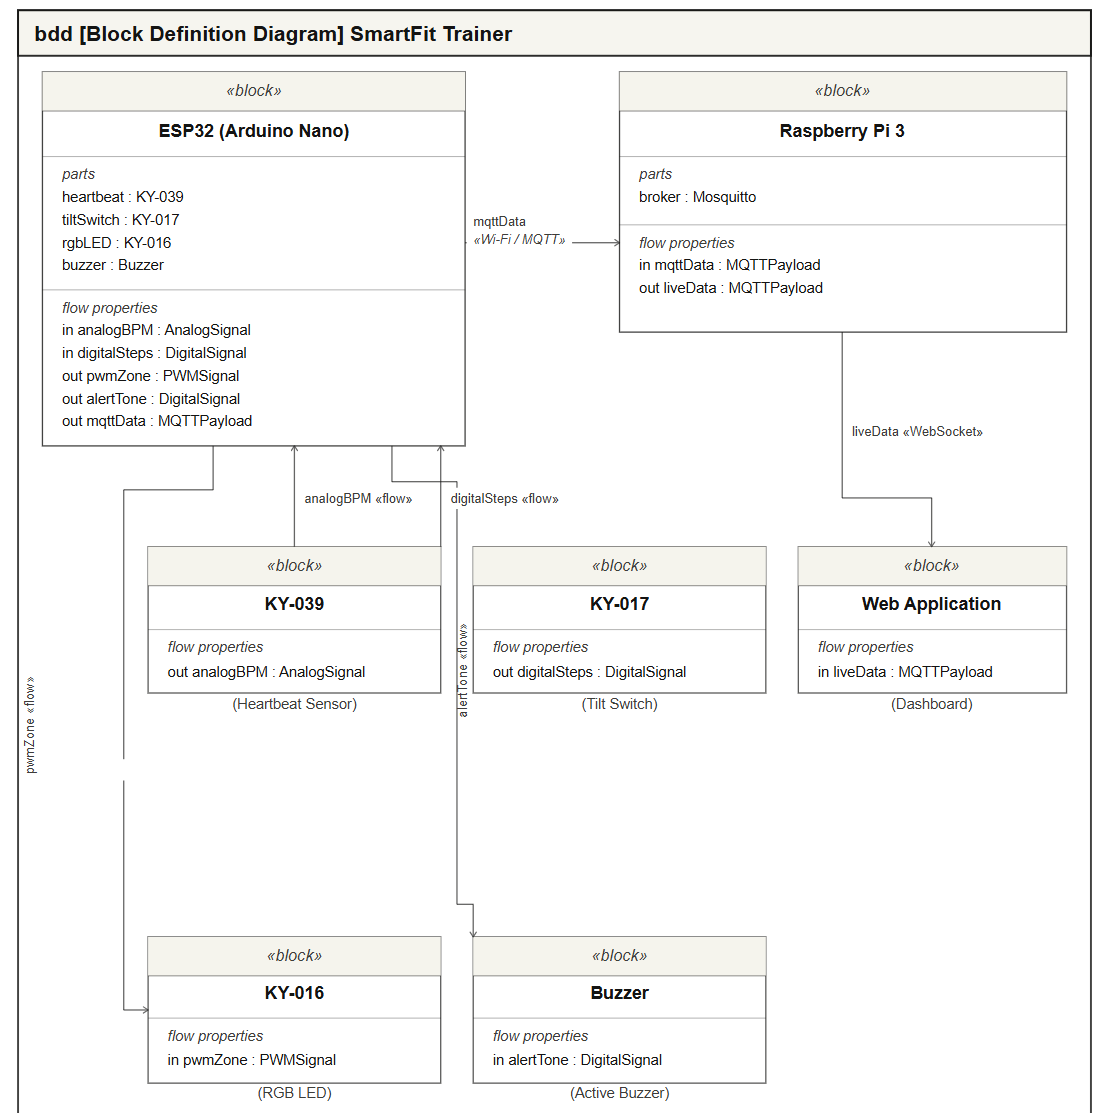 bdd [Block Definition Diagram] SmartFit Trainer
«block»
ESP32 (Arduino Nano)
parts
heartbeat : KY-039
tiltSwitch : KY-017
rgbLED : KY-016
buzzer : Buzzer
flow properties
in analogBPM : AnalogSignal
in digitalSteps : DigitalSignal
out pwmZone : PWMSignal
out alertTone : DigitalSignal
out mqttData : MQTTPayload
mqttData
«Wi-Fi / MQTT»
«block»
Raspberry Pi 3
parts
broker : Mosquitto
flow properties
in mqttData : MQTTPayload
out liveData : MQTTPayload
liveData «WebSocket»
analogBPM «flow»
digitalSteps «flow»
«block»
KY-039
flow properties
out analogBPM : AnalogSignal
(Heartbeat Sensor)
«block»
KY-017
flow properties
out digitalSteps : DigitalSignal
(Tilt Switch)
«block»
Web Application
flow properties
in liveData : MQTTPayload
(Dashboard)
pwmZone «flow»
alertTone «flow»
«block»
KY-016
flow properties
in pwmZone : PWMSignal
(RGB LED)
«block»
Buzzer
flow properties
in alertTone : DigitalSignal
(Active Buzzer)